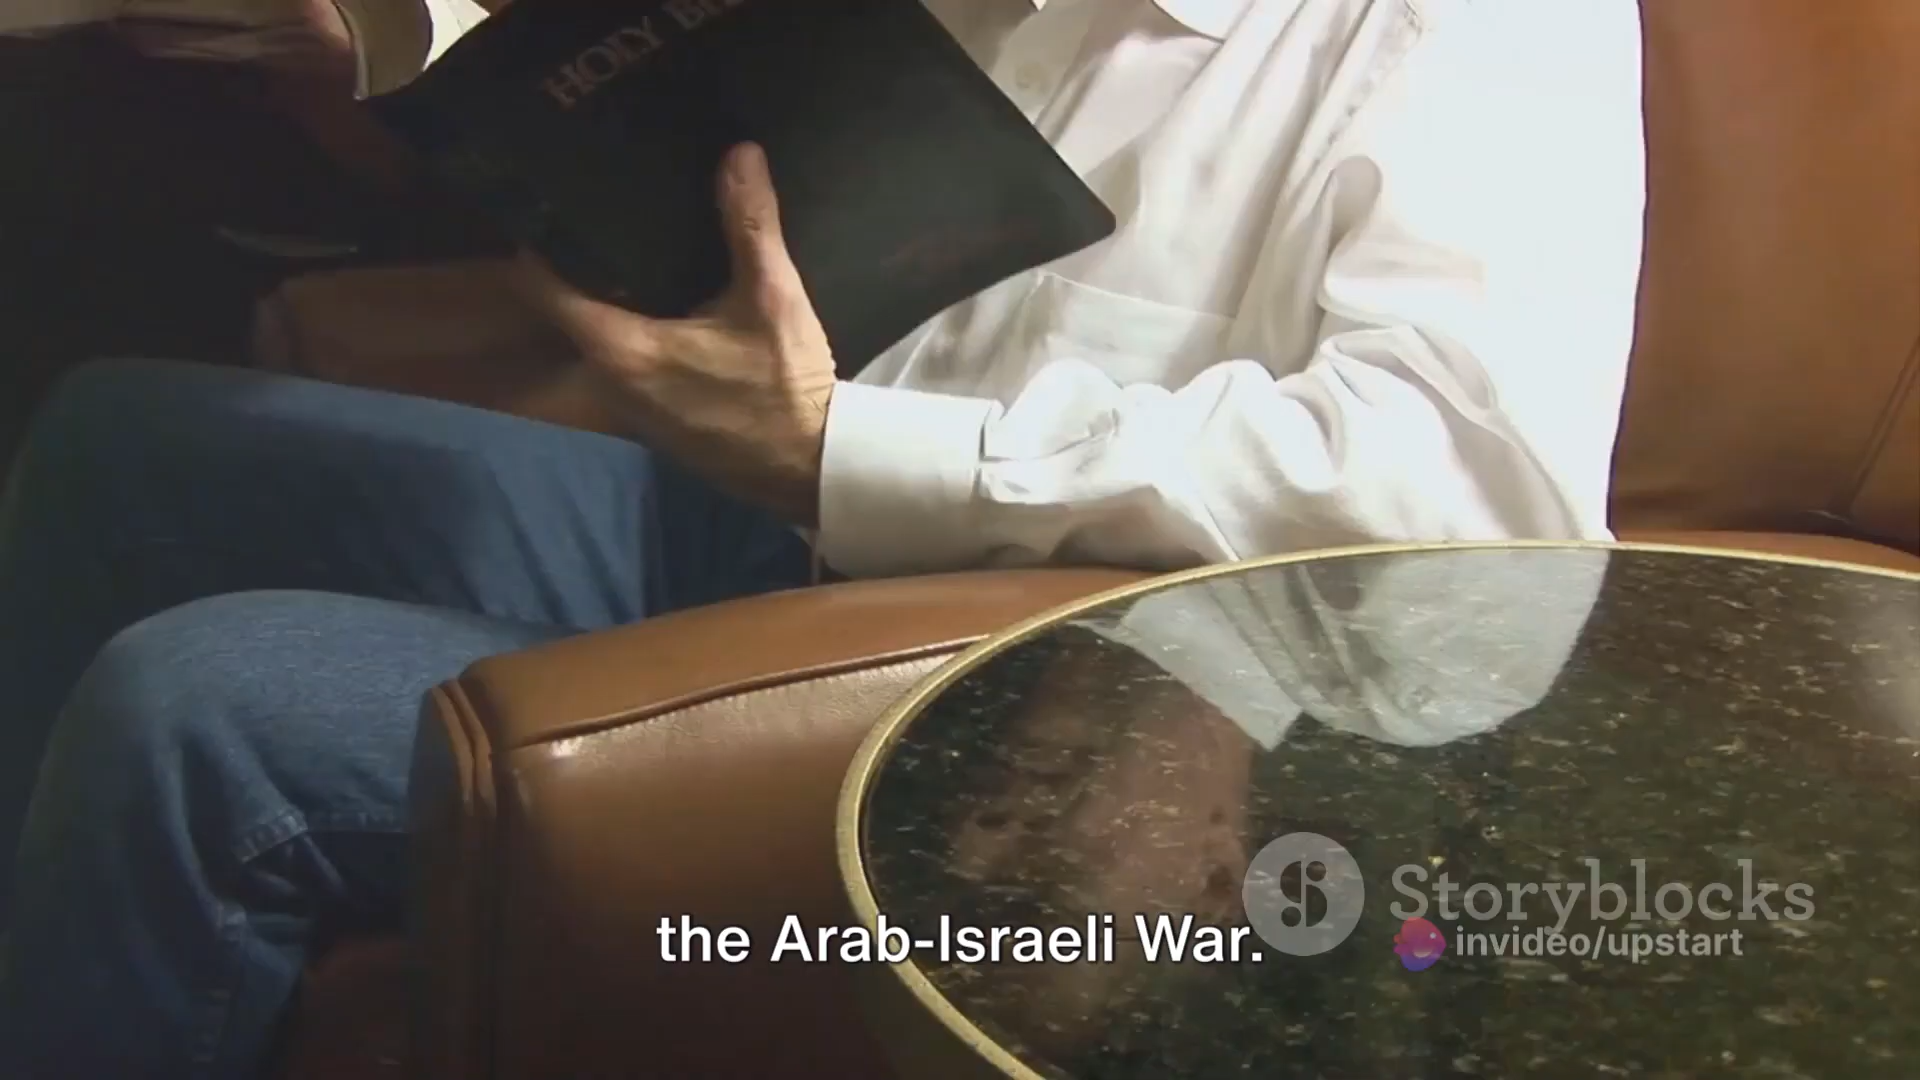 HOLY BI
the Arab-Israeli War.
Storyblocks
invideo/upstart